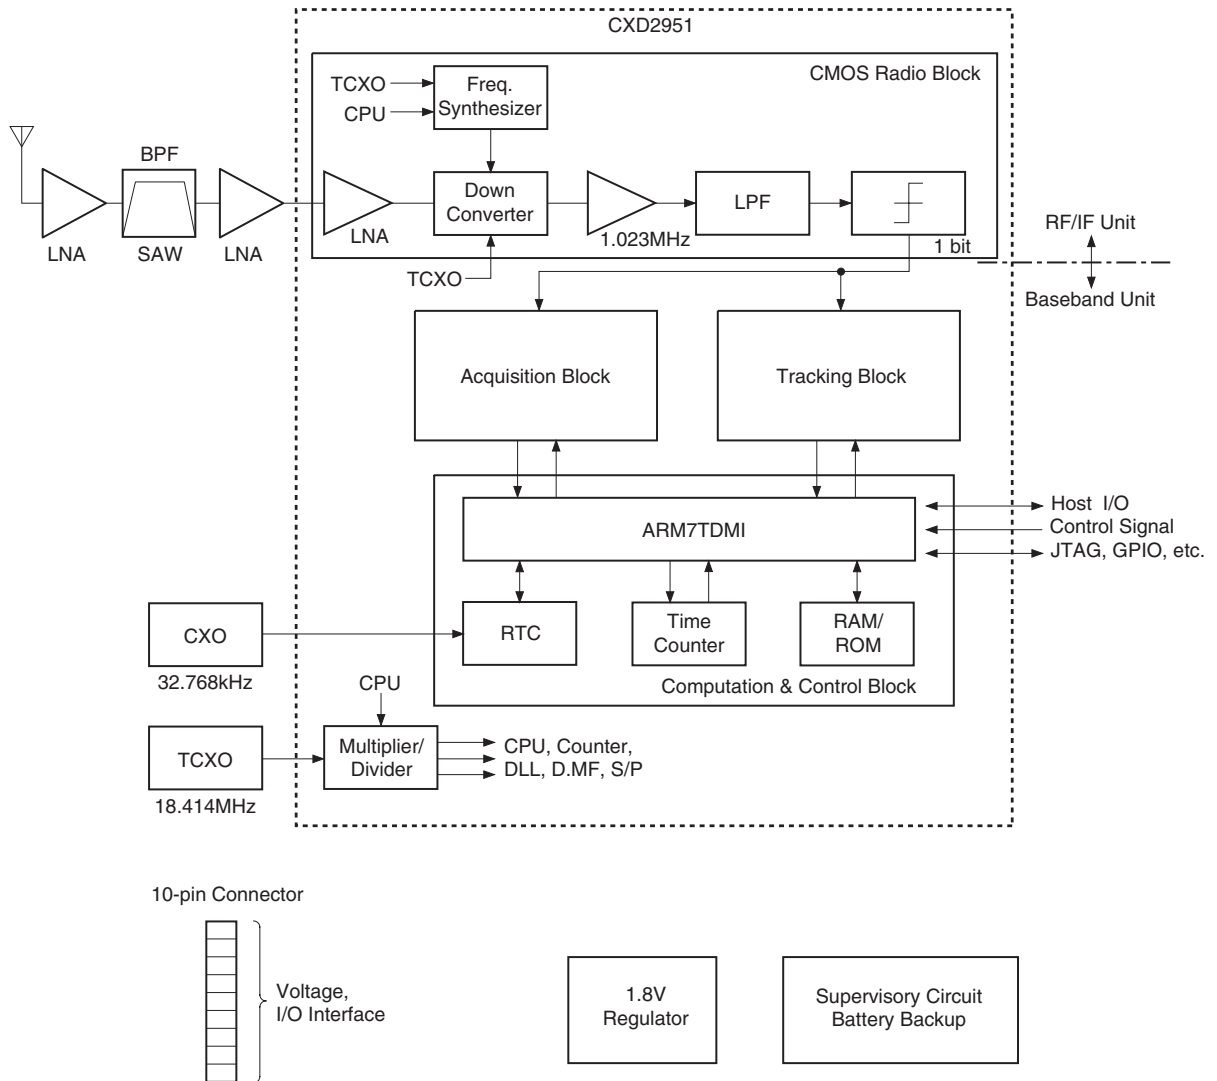 CXD2951
CMOS Radio Block
TCXO
CPU
Freq.
Synthesizer
BPF
LNA
SAW
LNA
LNA
Down
Converter
TCXO
1.023MHz
LPF
1 bit
RF/IF Unit
Baseband Unit
Acquisition Block
Tracking Block
ARM7TDMI
Host I/O
Control Signal
JTAG, GPIO, etc.
RTC
Time
Counter
RAM/
ROM
Computation & Control Block
CXO
32.768kHz
CPU
TCXO
18.414MHz
Multiplier/
Divider
CPU, Counter,
DLL, D.MF, S/P
10-pin Connector
Voltage,
I/O Interface
1.8V
Regulator
Supervisory Circuit
Battery Backup